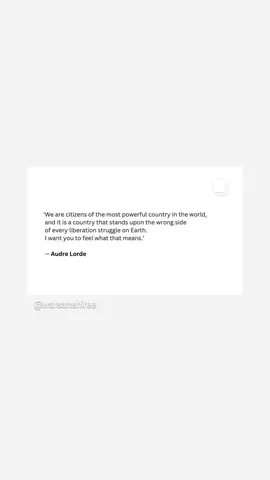 'We are citizens of the most powerful country in the world,
and it is a country that stands upon the wrong side
of every liberation struggle on Earth.
I want you to feel what that means.'
— Audre Lorde
@warsanshiree